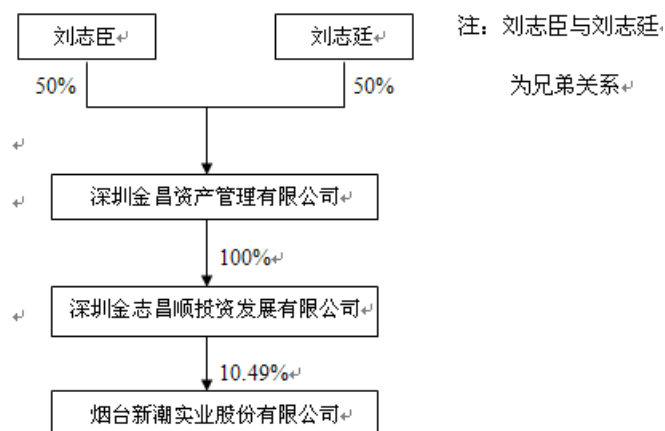 刘志臣
刘志廷
注：刘志臣与刘志廷
为兄弟关系
50%
50%
深圳金昌资产管理有限公司
100%
深圳金志昌顺投资发展有限公司
10.49%
烟台新潮实业股份有限公司